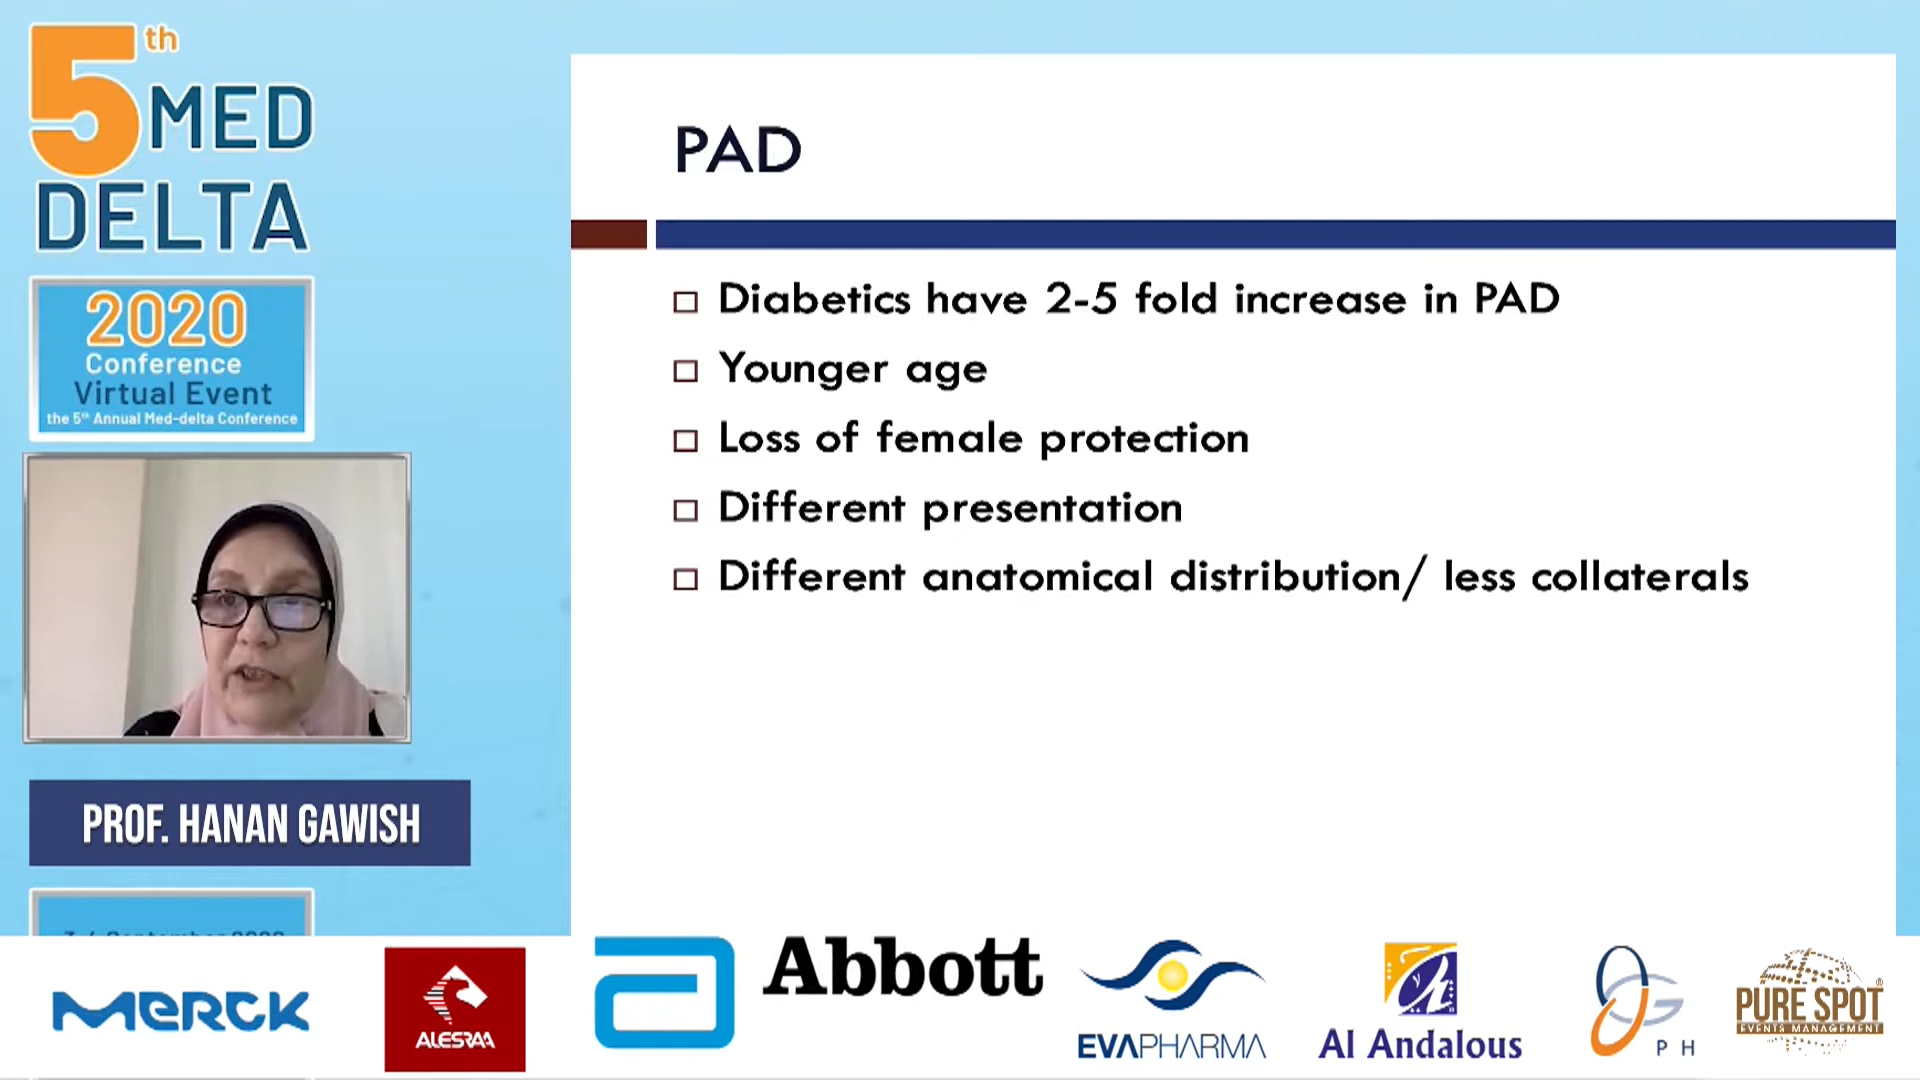 5th MED
DELTA
2020
Conference
Virtual Event
the 5th Annual Med-delta Conference
PROF. HANAN GAWISH
PAD
Diabetics have 2-5 fold increase in PAD
Younger age
Loss of female protection
Different presentation
Different anatomical distribution/ less collaterals
MERCK
ALESRAA
Abbott
EVAPHARMA
Al Andalous
OG
PH
PURE SPOT®
EVENTS MANAGEMENT